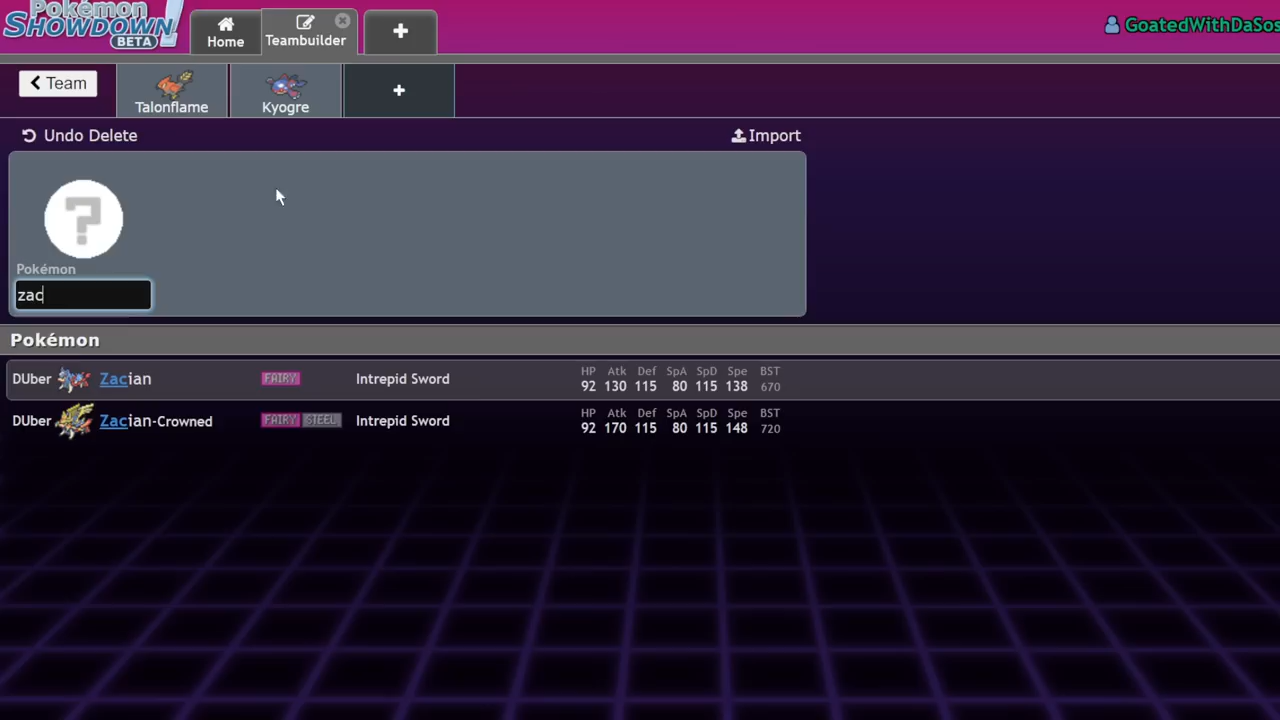 Pokémon
SHOWDOWN!
BETA
Home
Teambuilder
+
GoatedWithDaSos
Team
Talonflame
Kyogre
+
Undo Delete
Import
?
Pokémon
zac
Pokémon
DUber Zacian FAIRY Intrepid Sword HP 92 Atk 130 Def 115 SpA 80 SpD 115 Spe 138 BST 670
DUber Zacian-Crowned FAIRY STEEL Intrepid Sword HP 92 Atk 170 Def 115 SpA 80 SpD 115 Spe 148 BST 720